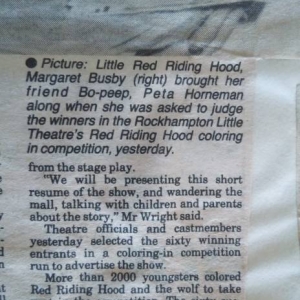 ● Picture: Little Red Riding Hood,
Margaret Busby (right) brought her
friend Bo-peep, Peta Horneman
along when she was asked to judge
the winners in the Rockhampton Little
Theatre's Red Riding Hood coloring
in competition, yesterday.
from the stage play.
"We will be presenting this short
resume of the show, and wandering the
mall, talking with children and parents
about the story," Mr Wright said.
Theatre officials and castmembers
yesterday selected the sixty winning
entrants in a coloring-in competition
run to advertise the show.
More than 2000 youngsters colored
Red Riding Hood and the wolf to take